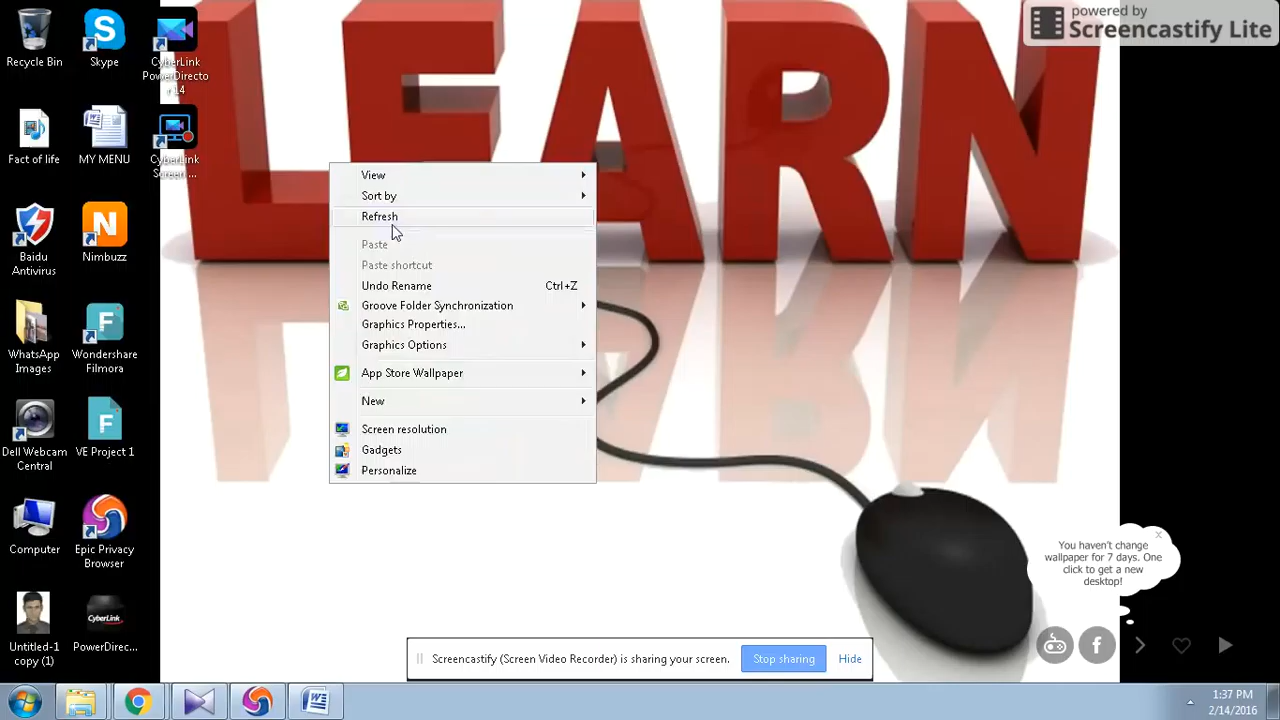 LEARN
powered by
Screencastify Lite
Recycle Bin
Skype
CyberLink
PowerDirecto
r 14
Fact of life
MY MENU
CyberLink
Screen ...
Baidu
Antivirus
Nimbuzz
WhatsApp
Images
Wondershare
Filmora
Dell Webcam
Central
VE Project 1
Computer
Epic Privacy
Browser
Untitled-1
copy (1)
CyberLink
PowerDirec...
View
Sort by
Refresh
Paste
Paste shortcut
Undo Rename Ctrl+Z
Groove Folder Synchronization
Graphics Properties...
Graphics Options
App Store Wallpaper
New
Screen resolution
Gadgets
Personalize
You haven't change
wallpaper for 7 days. One
click to get a new
desktop!
x
Screencastify (Screen Video Recorder) is sharing your screen. Stop sharing Hide
1:37 PM
2/14/2016